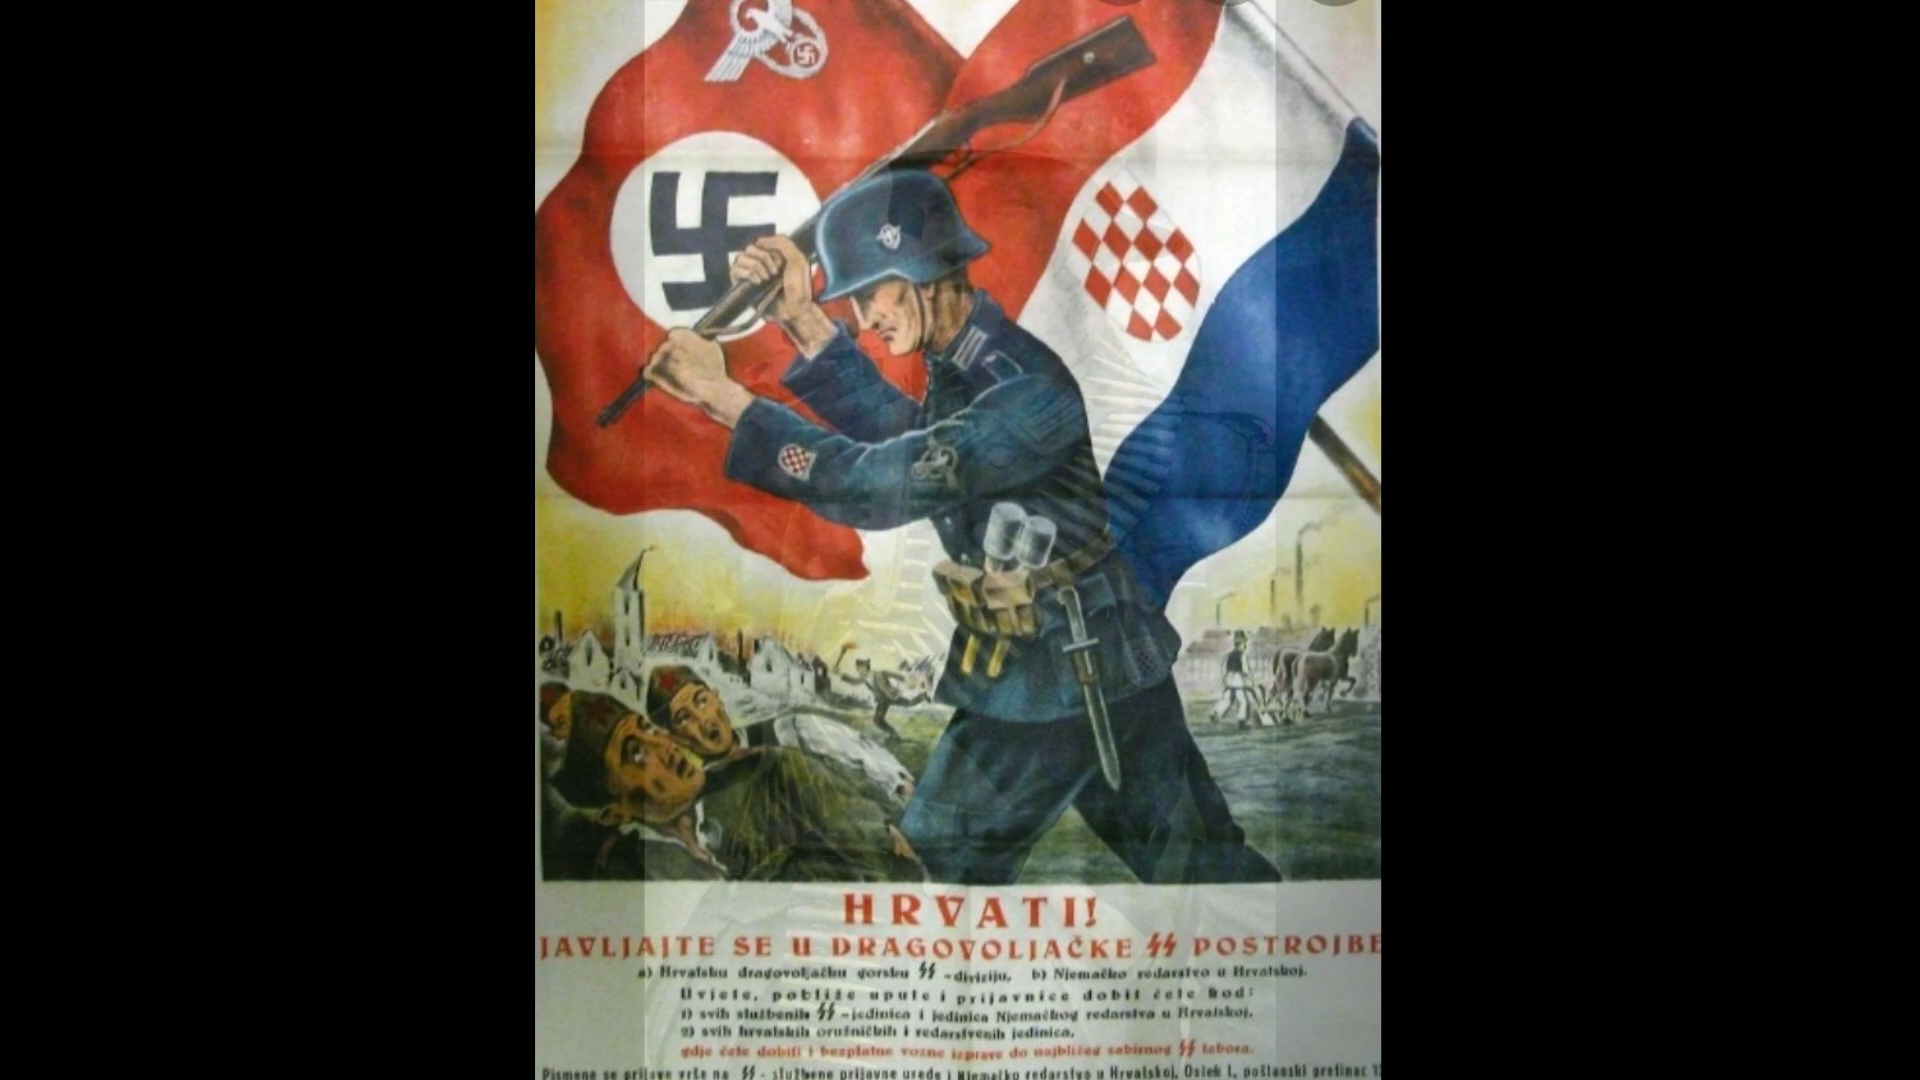 HRVATI!
JAVLJAJTE SE U DRAGOVOLJAČKE SS POSTROJBE
a) Hrvatsku dragovoljačku gorsku SS-diviziju, b) Njemačko redarstvo u Hrvatskoj.
Uvjete, pobliže upute i prijavnice dobit ćete kod:
1) svih službenih SS-jedinica i jedinica Njemačkog redarstva u Hrvatskoj,
2) svih hrvatskih oružničkih i redarstvenih jedinica,
gdje ćete dobiti i besplatne vozne isprave do najbližeg sabirnog SS tabora.
Pismene se prijave vrše na SS-službene prijavne urede i Njemačko redarstvo u Hrvatskoj, Osiek I., poštanski pretinac